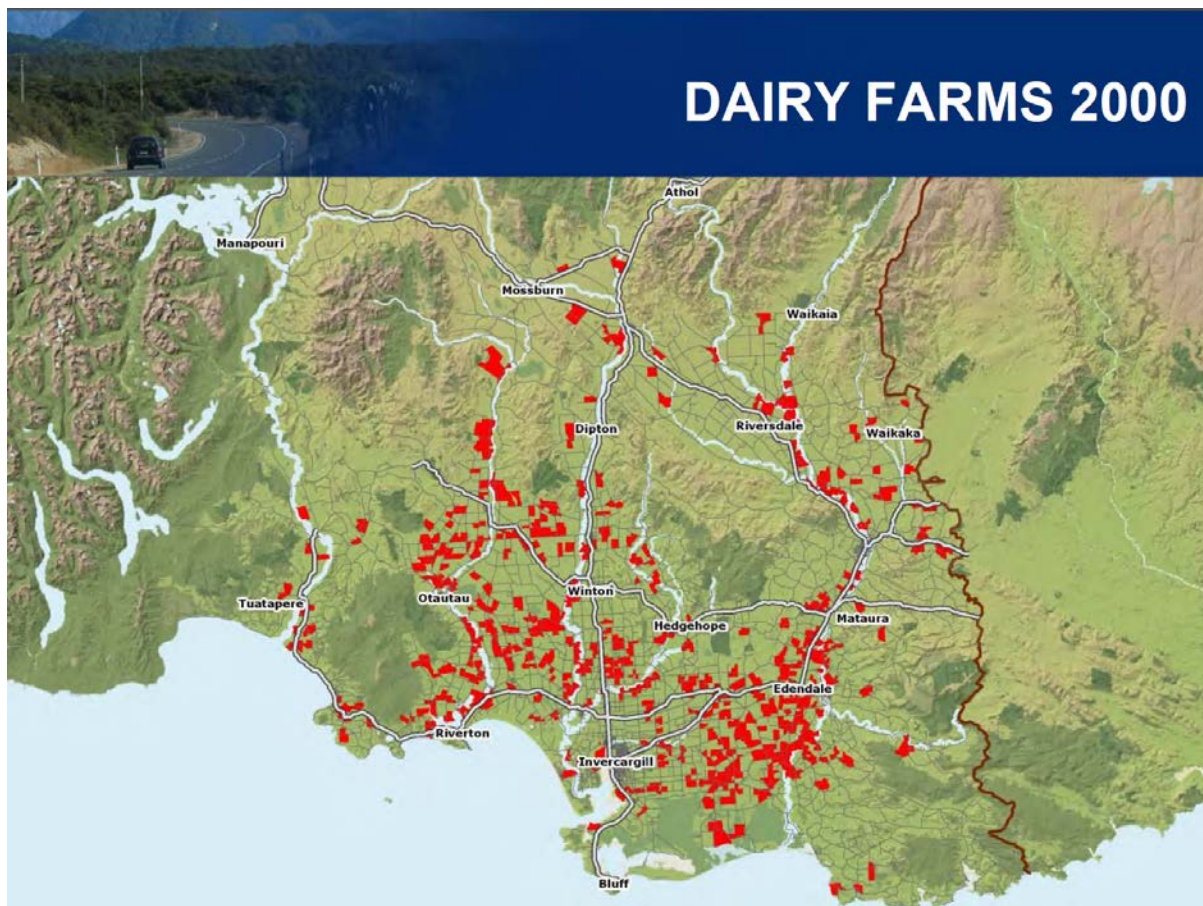 DAIRY FARMS 2000
Athol
Manapouri
Mossburn
Waikaia
Dipton
Riversdale
Waikaka
Otautau
Winton
Tuatapere
Hedgehope
Mataura
Edendale
Riverton
Invercargill
Bluff